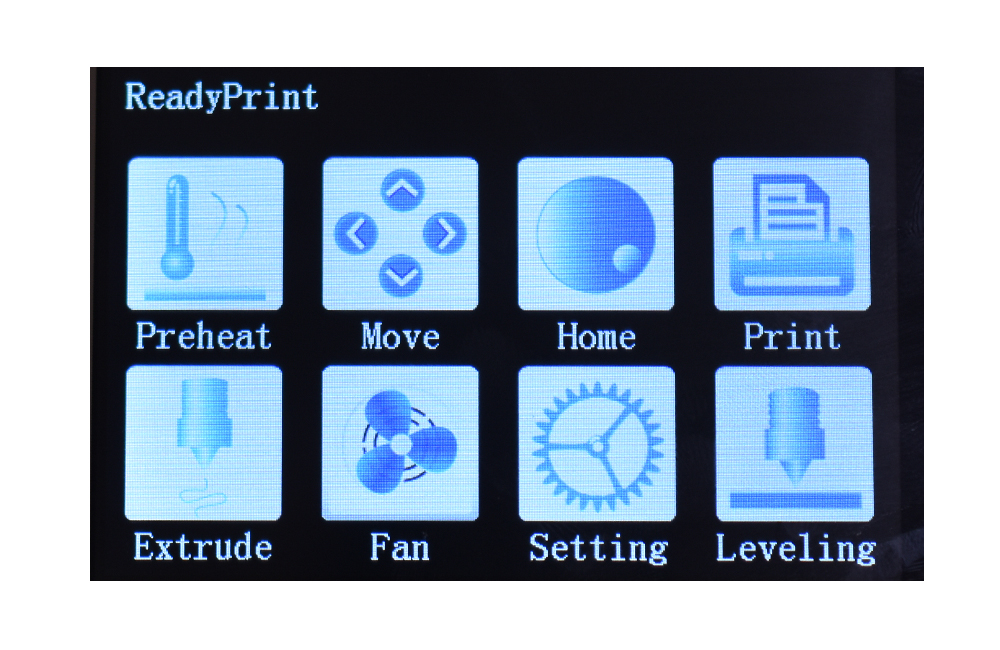 ReadyPrint
Preheat Move Home Print
Extrude Fan Setting Leveling